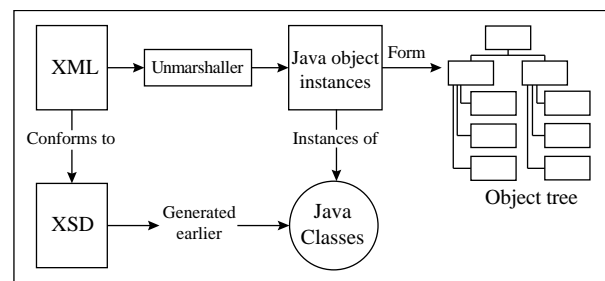 XML
Unmarshaller
Java object
instances
Form
Conforms to
Instances of
Object tree
XSD
Generated
earlier
Java
Classes